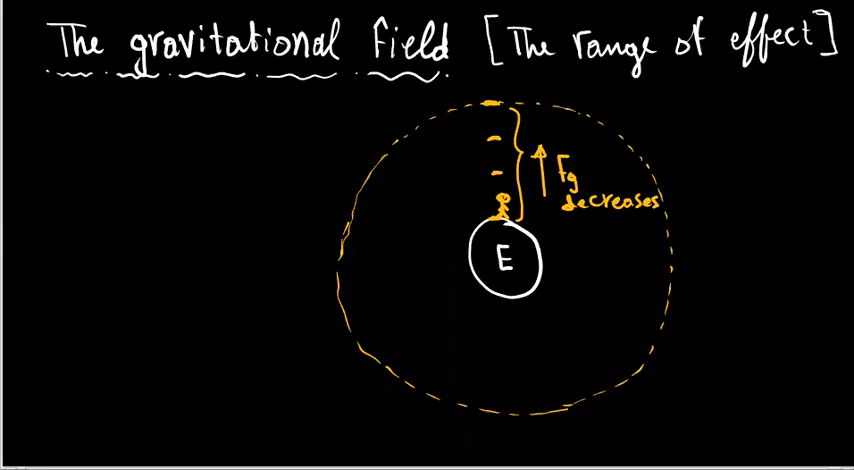 The gravitational field [The range of effect]
Fg
decreases
E